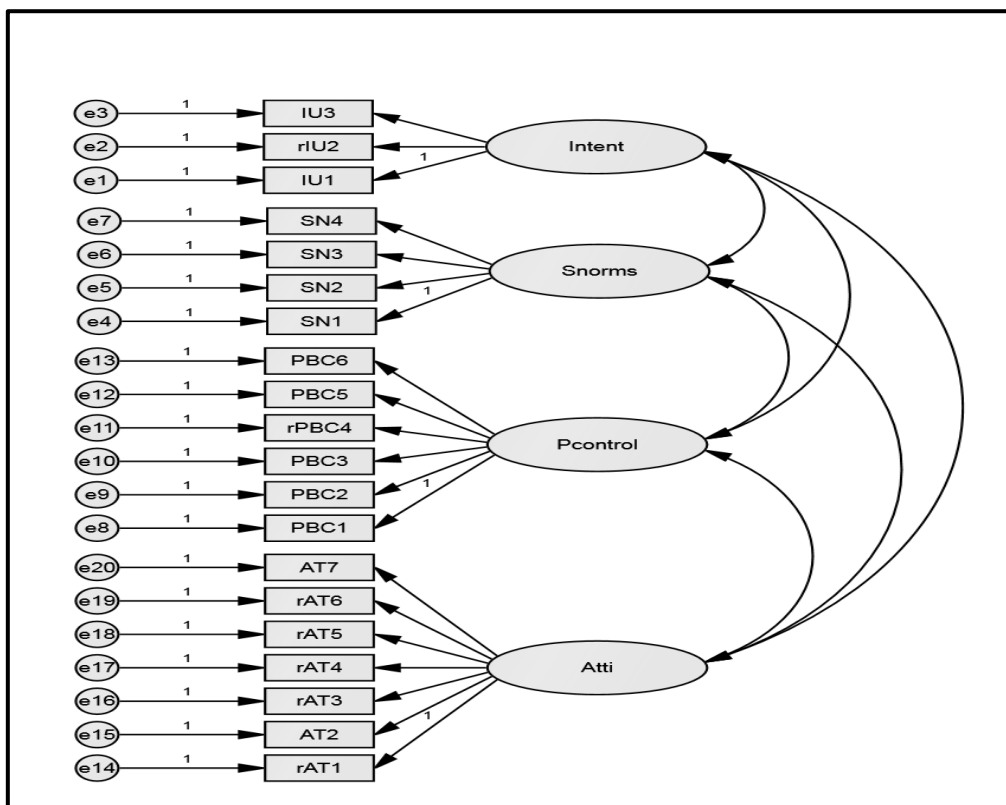 e3 1 IU3
e2 1 rIU2 Intent
e1 1 IU1 1
e7 1 SN4
e6 1 SN3 Snorms
e5 1 SN2 1
e4 1 SN1
e13 1 PBC6
e12 1 PBC5
e11 1 rPBC4 Pcontrol
e10 1 PBC3
e9 1 PBC2 1
e8 1 PBC1
e20 1 AT7
e19 1 rAT6
e18 1 rAT5
e17 1 rAT4 Atti
e16 1 rAT3
e15 1 AT2 1
e14 1 rAT1